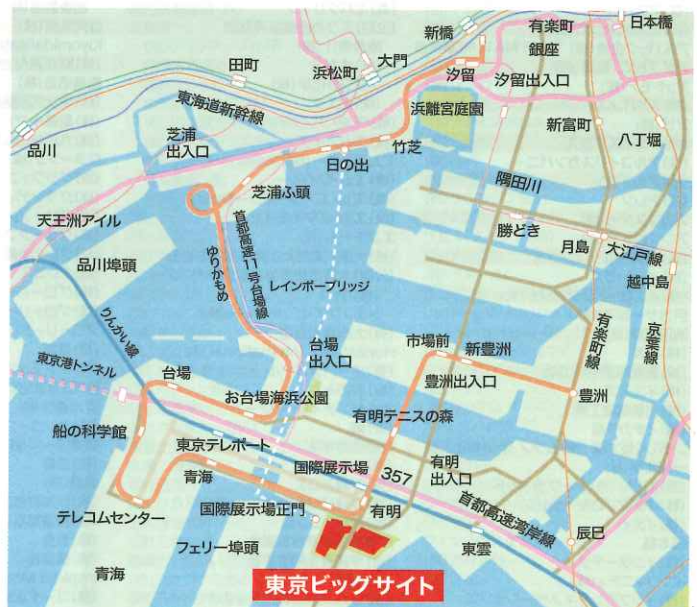 有楽町
日本橋
新橋
銀座
大門
田町
浜松町
汐留
汐留出入口
東海道新幹線
浜離宮庭園
新富町
八丁堀
芝浦
出入口
品川
竹芝
日の出
隅田川
芝浦ふ頭
天王洲アイル
勝どき
月島
大江戸線
首都高速11号台場線
ゆりかもめ
品川埠頭
越中島
レインボーブリッジ
りんかい線
有楽町線
京葉線
台場
出入口
市場前
新豊洲
東京港トンネル
台場
豊洲出入口
豊洲
お台場海浜公園
有明テニスの森
船の科学館
東京テレポート
国際展示場
357
有明
出入口
青海
首都高速湾岸線
テレコムセンター
国際展示場正門
有明
辰巳
フェリー埠頭
東雲
青海
東京ビッグサイト